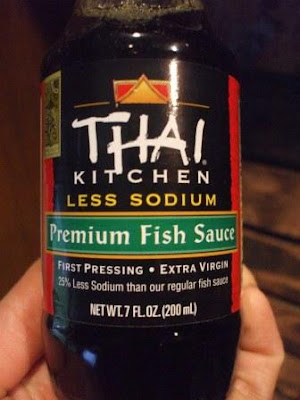 THAI
KITCHEN
LESS SODIUM
Premium Fish Sauce
FIRST PRESSING • EXTRA VIRGIN
25% Less Sodium than our regular fish sauce
NET WT. 7 FL. OZ. (200 mL)